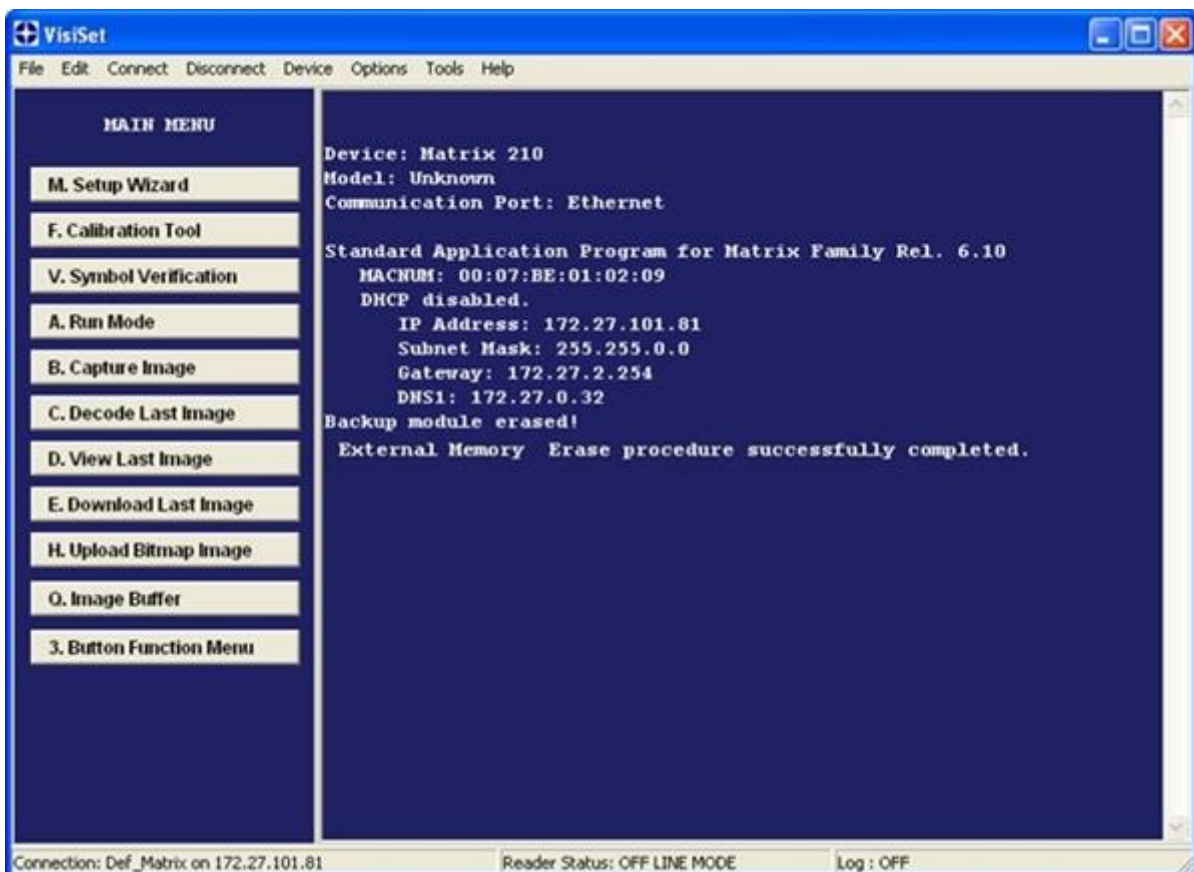 VisiSet
File Edit Connect Disconnect Device Options Tools Help
MAIN MENU
M. Setup Wizard
F. Calibration Tool
V. Symbol Verification
A. Run Mode
B. Capture Image
C. Decode Last Image
D. View Last Image
E. Download Last Image
H. Upload Bitmap Image
Q. Image Buffer
3. Button Function Menu
Device: Matrix 210
Model: Unknown
Communication Port: Ethernet
Standard Application Program for Matrix Family Rel. 6.10
MACNUM: 00:07:BE:01:02:09
DHCP disabled.
IP Address: 172.27.101.81
Subnet Mask: 255.255.0.0
Gateway: 172.27.2.254
DNS1: 172.27.0.32
Backup module erased!
External Memory Erase procedure successfully completed.
Connection: Def_Matrix on 172.27.101.81 Reader Status: OFF LINE MODE Log : OFF